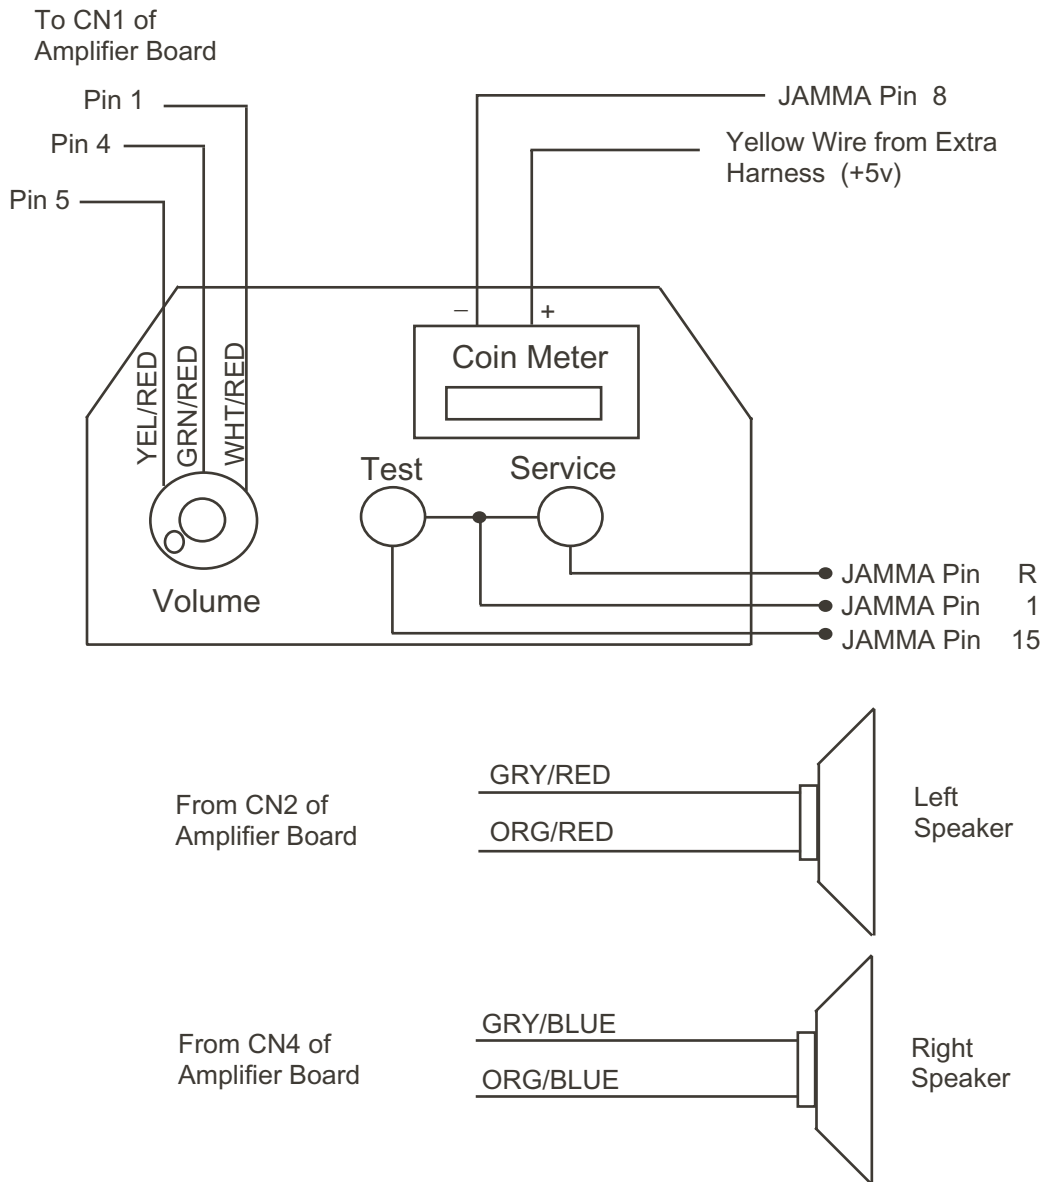 To CN1 of
Amplifier Board
Pin 1
Pin 4
Pin 5
JAMMA Pin 8
Yellow Wire from Extra
Harness (+5v)
– +
Coin Meter
YEL/RED
GRN/RED
WHT/RED
Test
Service
Volume
JAMMA Pin R
JAMMA Pin 1
JAMMA Pin 15
From CN2 of
Amplifier Board
GRY/RED
ORG/RED
Left
Speaker
From CN4 of
Amplifier Board
GRY/BLUE
ORG/BLUE
Right
Speaker